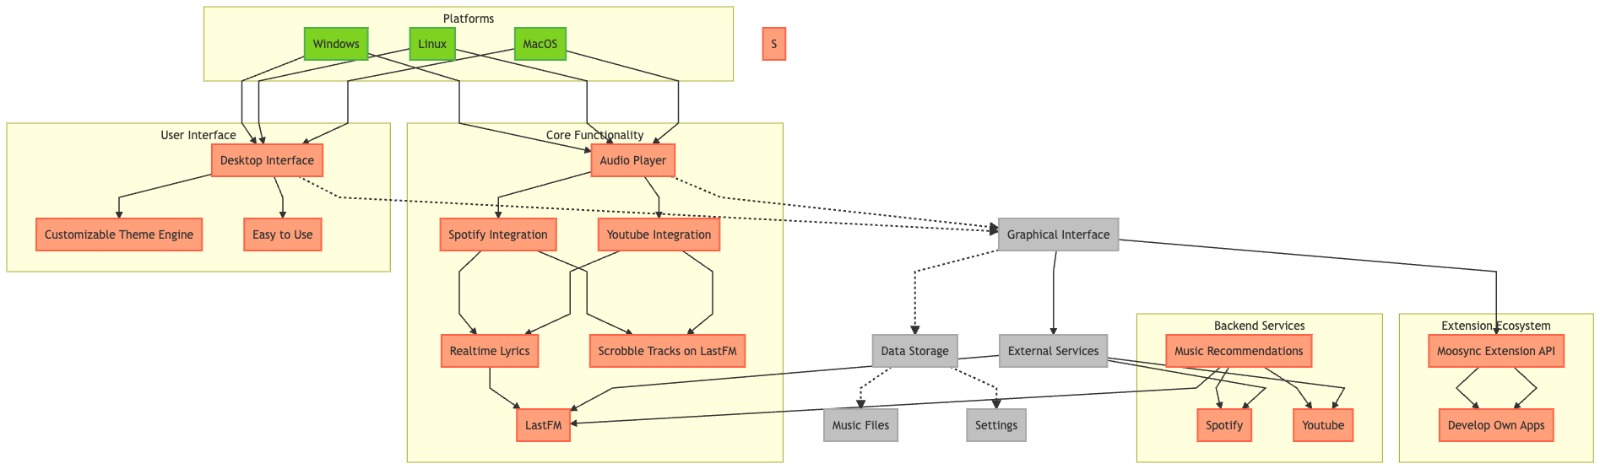 Platforms
Windows
Linux
MacOS
S
User Interface
Desktop Interface
Customizable Theme Engine
Easy to Use
Core Functionality
Audio Player
Spotify Integration
Youtube Integration
Realtime Lyrics
Scrobble Tracks on LastFM
LastFM
Graphical Interface
Data Storage
External Services
Music Files
Settings
Backend Services
Music Recommendations
Spotify
Youtube
Extension Ecosystem
Moosync Extension API
Develop Own Apps